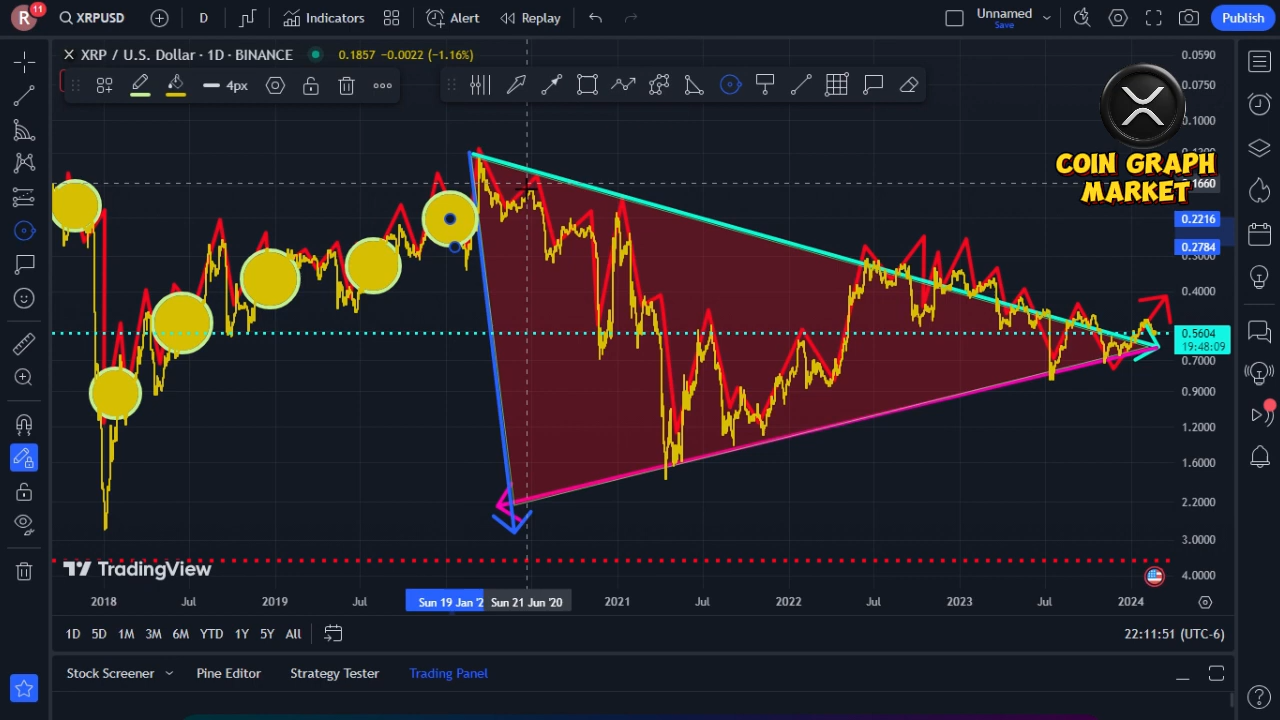 R 11 XRPUSD D Indicators Alert Replay Unnamed Save Publish
XRP / U.S. Dollar · 1D · BINANCE 0.1857 −0.0022 (−1.16%)
4px
COIN GRAPH
MARKET
0.0590
0.0750
0.1000
1660
0.2216
0.2784
0.4000
0.5604
19:48:09
0.7000
0.9000
1.2000
1.6000
2.2000
3.0000
4.0000
TradingView
2018 Jul 2019 Jul Sun 19 Jan '2 Sun 21 Jun '20 2021 Jul 2022 Jul 2023 Jul 2024
1D 5D 1M 3M 6M YTD 1Y 5Y All 22:11:51 (UTC-6)
Stock Screener Pine Editor Strategy Tester Trading Panel